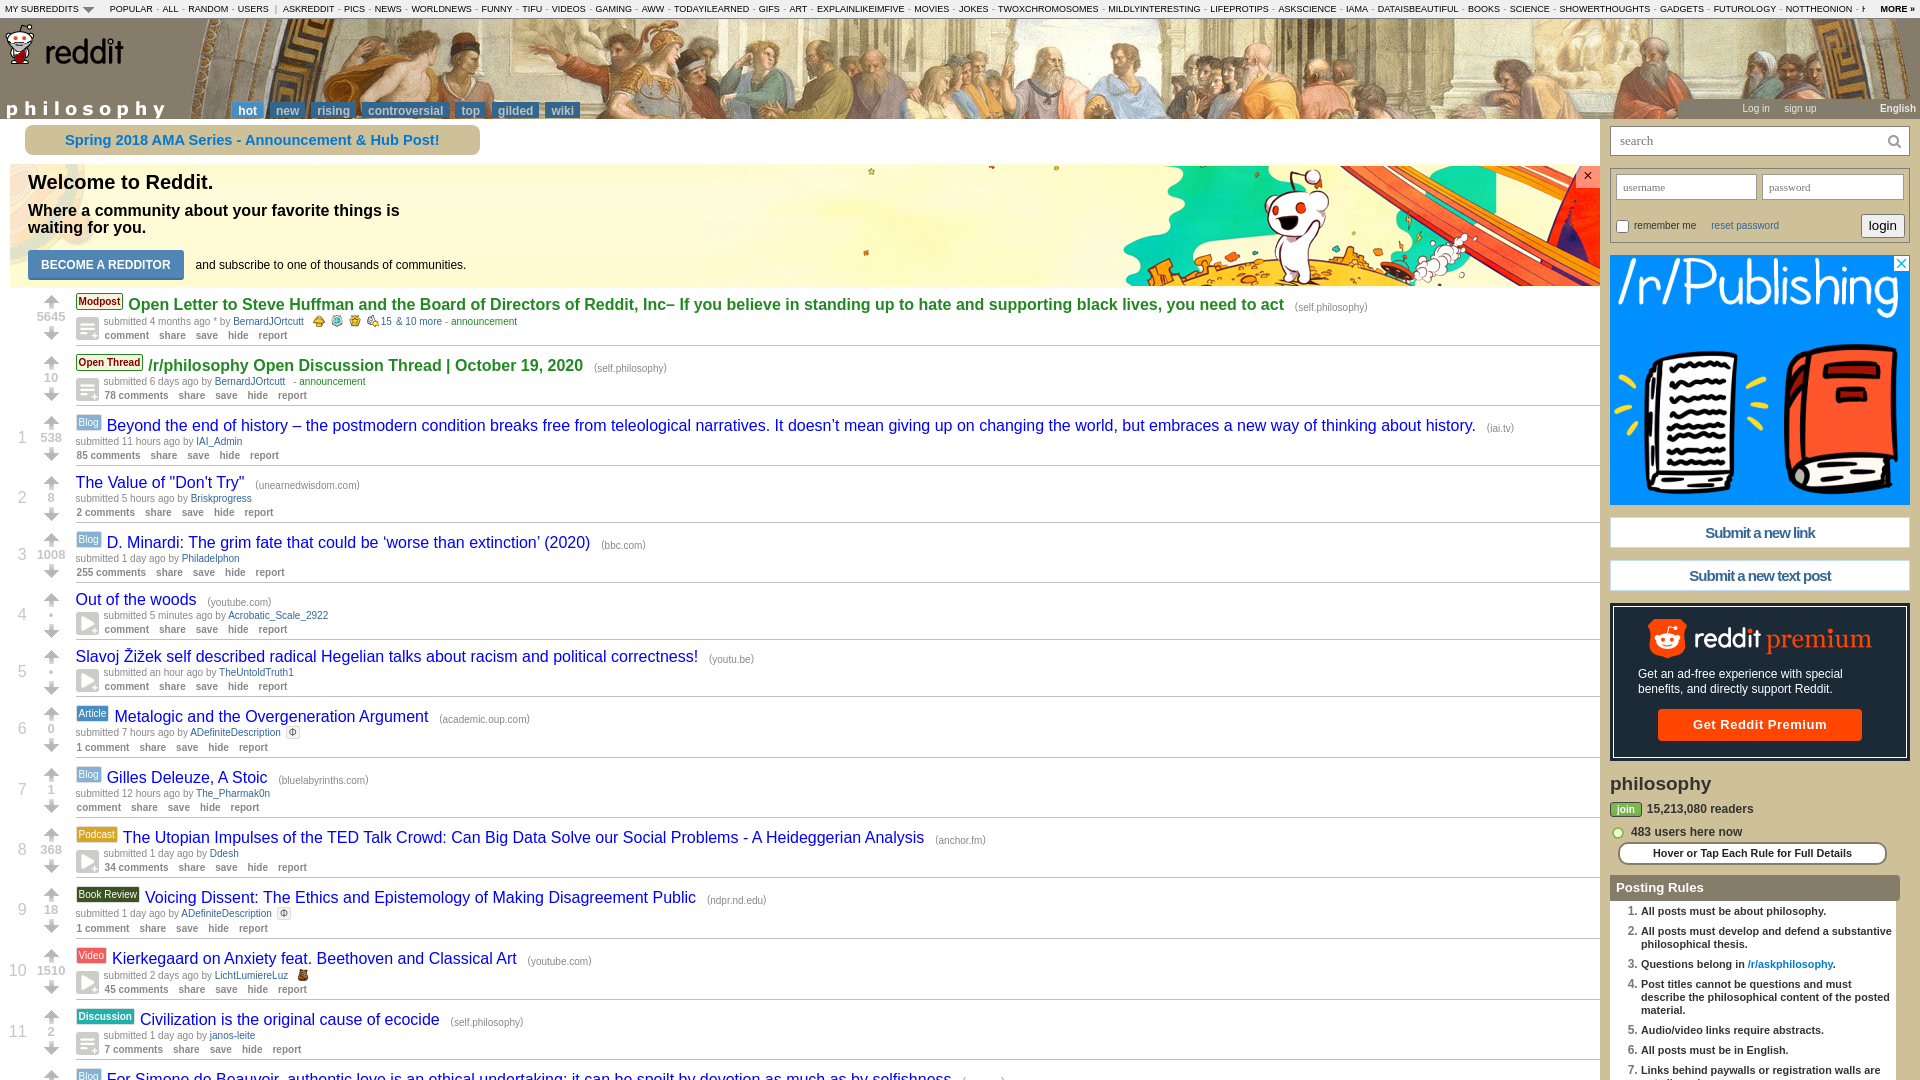 MY SUBREDDITS POPULAR - ALL - RANDOM - USERS | ASKREDDIT - PICS - NEWS - WORLDNEWS - FUNNY - TIFU - VIDEOS - GAMING - AWW - TODAYILEARNED - GIFS - ART - EXPLAINLIKEIMFIVE - MOVIES - JOKES - TWOXCHROMOSOMES - MILDLYINTERESTING - LIFEPROTIPS - ASKSCIENCE - IAMA - DATAISBEAUTIFUL - BOOKS - SCIENCE - SHOWERTHOUGHTS - GADGETS - FUTUROLOGY - NOTTHEONION - MORE »
reddit
philosophy
hot new rising controversial top gilded wiki
Log in sign up English
Spring 2018 AMA Series - Announcement & Hub Post!
Welcome to Reddit.
Where a community about your favorite things is
waiting for you.
BECOME A REDDITOR and subscribe to one of thousands of communities.
×
5645
Modpost Open Letter to Steve Huffman and the Board of Directors of Reddit, Inc– If you believe in standing up to hate and supporting black lives, you need to act (self.philosophy)
submitted 4 months ago * by BernardJOrtcutt 15 & 10 more - announcement
comment share save hide report
10
Open Thread /r/philosophy Open Discussion Thread | October 19, 2020 (self.philosophy)
submitted 6 days ago by BernardJOrtcutt - announcement
78 comments share save hide report
1 538
Blog Beyond the end of history – the postmodern condition breaks free from teleological narratives. It doesn’t mean giving up on changing the world, but embraces a new way of thinking about history. (iai.tv)
submitted 11 hours ago by IAI_Admin
85 comments share save hide report
2 8
The Value of "Don't Try" (unearnedwisdom.com)
submitted 5 hours ago by Briskprogress
2 comments share save hide report
3 1008
Blog D. Minardi: The grim fate that could be ‘worse than extinction’ (2020) (bbc.com)
submitted 1 day ago by Philadelphon
255 comments share save hide report
4 •
Out of the woods (youtube.com)
submitted 5 minutes ago by Acrobatic_Scale_2922
comment share save hide report
5 •
Slavoj Žižek self described radical Hegelian talks about racism and political correctness! (youtu.be)
submitted an hour ago by TheUntoldTruth1
comment share save hide report
6 0
Article Metalogic and the Overgeneration Argument (academic.oup.com)
submitted 7 hours ago by ADefiniteDescription Φ
1 comment share save hide report
7 1
Blog Gilles Deleuze, A Stoic (bluelabyrinths.com)
submitted 12 hours ago by The_Pharmak0n
comment share save hide report
8 368
Podcast The Utopian Impulses of the TED Talk Crowd: Can Big Data Solve our Social Problems - A Heideggerian Analysis (anchor.fm)
submitted 1 day ago by Ddesh
34 comments share save hide report
9 18
Book Review Voicing Dissent: The Ethics and Epistemology of Making Disagreement Public (ndpr.nd.edu)
submitted 1 day ago by ADefiniteDescription Φ
1 comment share save hide report
10 1510
Video Kierkegaard on Anxiety feat. Beethoven and Classical Art (youtube.com)
submitted 2 days ago by LichtLumiereLuz
45 comments share save hide report
11 2
Discussion Civilization is the original cause of ecocide (self.philosophy)
submitted 1 day ago by janos-leite
7 comments share save hide report
Blog For Simone de Beauvoir, authentic love is an ethical undertaking: it can be spoilt by devotion as much as by selfishness
search
username password
remember me reset password login
/r/Publishing
Submit a new link
Submit a new text post
reddit premium
Get an ad-free experience with special
benefits, and directly support Reddit.
Get Reddit Premium
philosophy
join 15,213,080 readers
483 users here now
Hover or Tap Each Rule for Full Details
Posting Rules
1. All posts must be about philosophy.
2. All posts must develop and defend a substantive
philosophical thesis.
3. Questions belong in /r/askphilosophy.
4. Post titles cannot be questions and must
describe the philosophical content of the posted
material.
5. Audio/video links require abstracts.
6. All posts must be in English.
7. Links behind paywalls or registration walls are